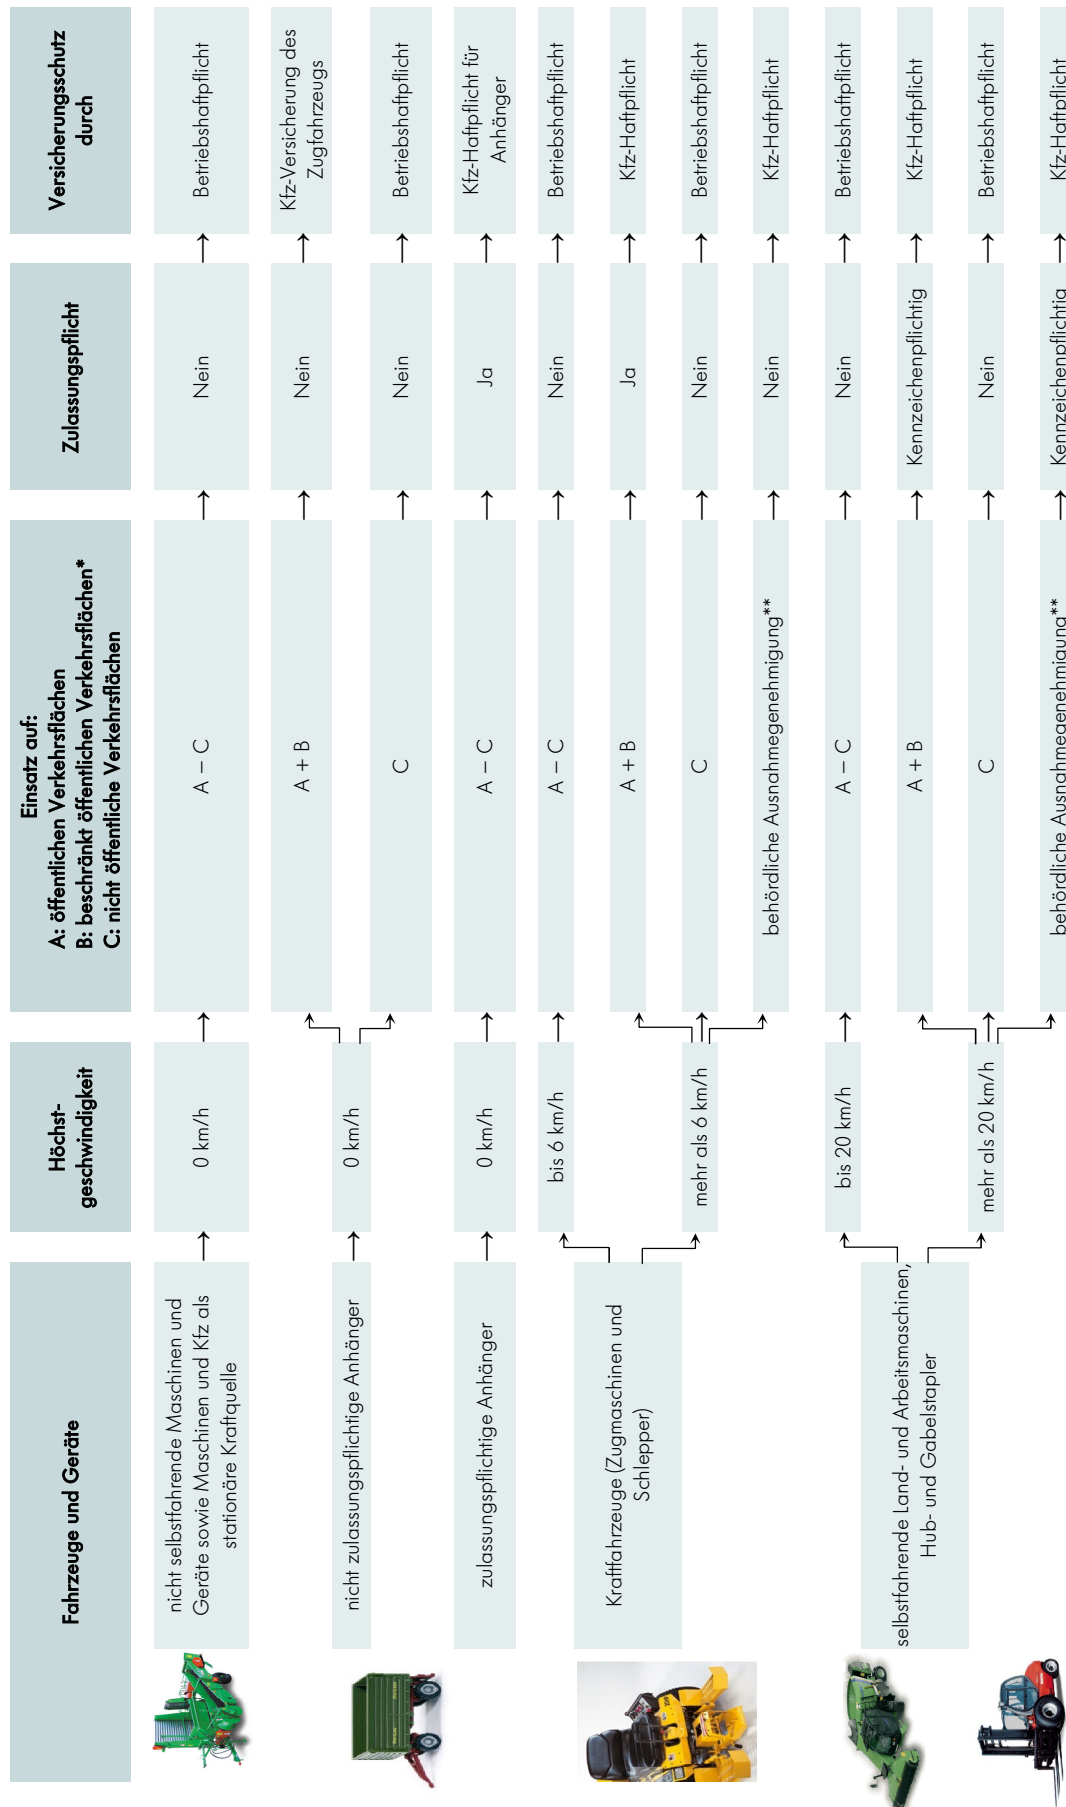 Fahrzeuge und Geräte
Höchst-
geschwindigkeit
Einsatz auf:
A: öffentlichen Verkehrsflächen
B: beschränkt öffentlichen Verkehrsflächen*
C: nicht öffentliche Verkehrsflächen
Zulassungspflicht
Versicherungsschutz
durch
nicht selbstfahrende Maschinen und
Geräte sowie Maschinen und Kfz als
stationäre Kraftquelle
0 km/h
A – C
Nein
Betriebshaftpflicht
nicht zulassungspflichtige Anhänger
0 km/h
A + B
Nein
Kfz-Versicherung des
Zugfahrzeugs
C
Nein
Betriebshaftpflicht
zulassungspflichtige Anhänger
0 km/h
A – C
Ja
Kfz-Haftpflicht für
Anhänger
Kraftfahrzeuge (Zugmaschinen und
Schlepper)
bis 6 km/h
A – C
Nein
Betriebshaftpflicht
mehr als 6 km/h
A + B
Ja
Kfz-Haftpflicht
C
Nein
Betriebshaftpflicht
behördliche Ausnahmegenehmigung**
Nein
Kfz-Haftpflicht
selbstfahrende Land- und Arbeitsmaschinen,
Hub- und Gabelstapler
bis 20 km/h
A – C
Nein
Betriebshaftpflicht
mehr als 20 km/h
A + B
Kennzeichenpflichtig
Kfz-Haftpflicht
C
Nein
Betriebshaftpflicht
behördliche Ausnahmegenehmigung**
Kennzeichenpflichtig
Kfz-Haftpflicht